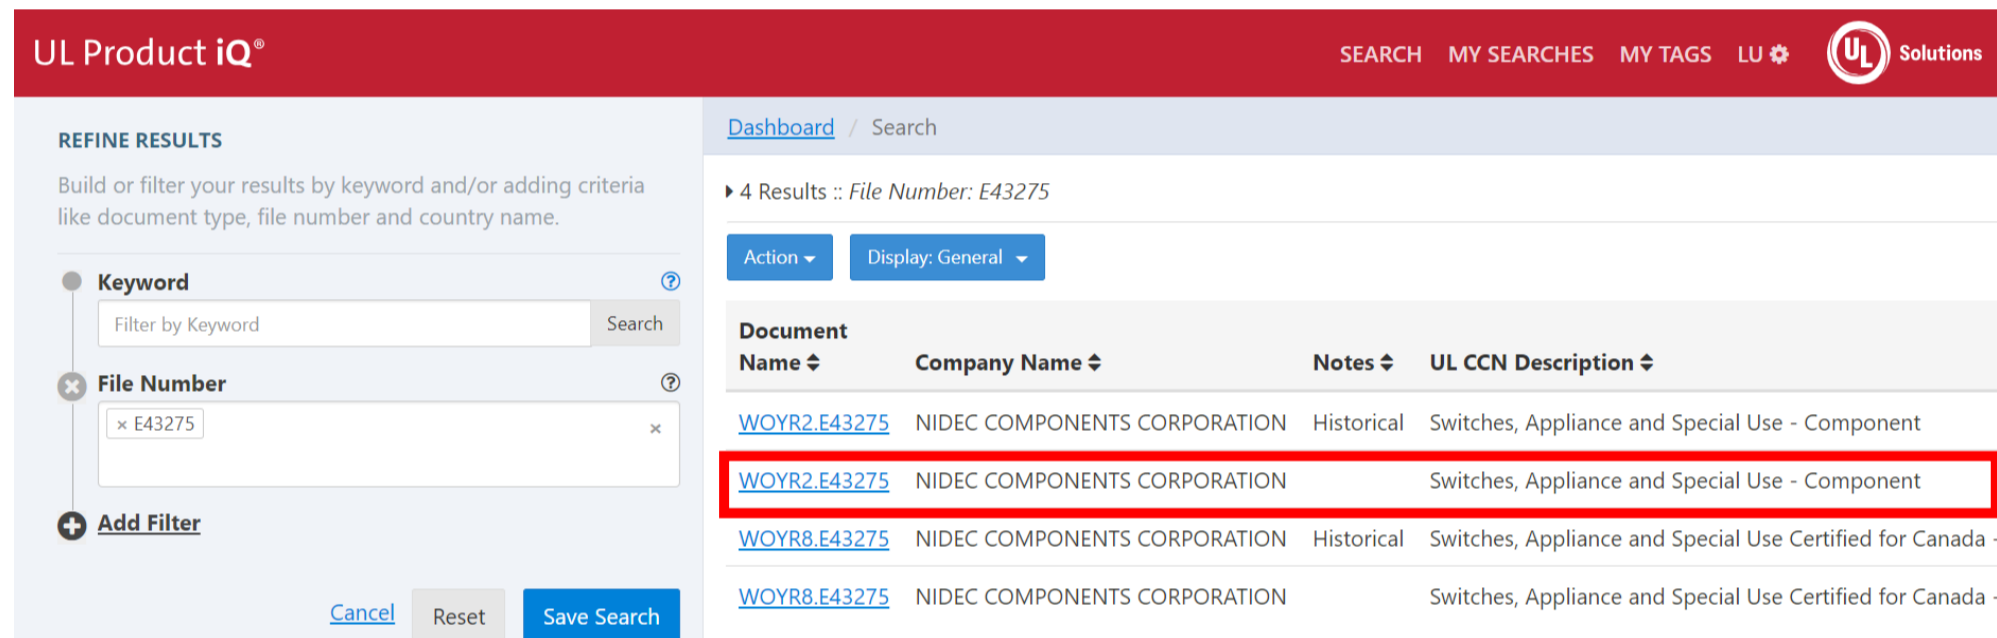 UL Product iQ®
SEARCH MY SEARCHES MY TAGS LU UL Solutions
REFINE RESULTS
Build or filter your results by keyword and/or adding criteria
like document type, file number and country name.
Keyword ?
Filter by Keyword Search
File Number ?
× E43275 ×
Add Filter
Cancel Reset Save Search
Dashboard / Search
4 Results :: File Number: E43275
Action Display: General
Document
Name Company Name Notes UL CCN Description
WOYR2.E43275 NIDEC COMPONENTS CORPORATION Historical Switches, Appliance and Special Use - Component
WOYR2.E43275 NIDEC COMPONENTS CORPORATION Switches, Appliance and Special Use - Component
WOYR8.E43275 NIDEC COMPONENTS CORPORATION Historical Switches, Appliance and Special Use Certified for Canada -
WOYR8.E43275 NIDEC COMPONENTS CORPORATION Switches, Appliance and Special Use Certified for Canada -